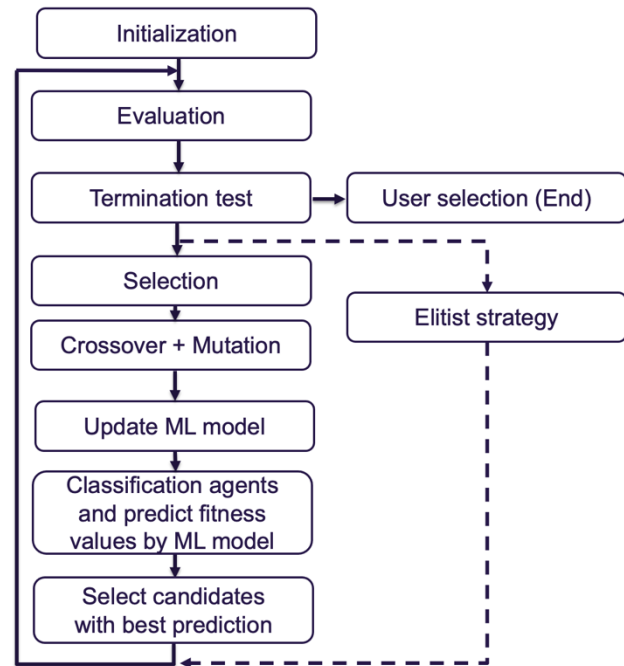 Initialization
Evaluation
Termination test
User selection (End)
Selection
Elitist strategy
Crossover + Mutation
Update ML model
Classification agents
and predict fitness
values by ML model
Select candidates
with best prediction